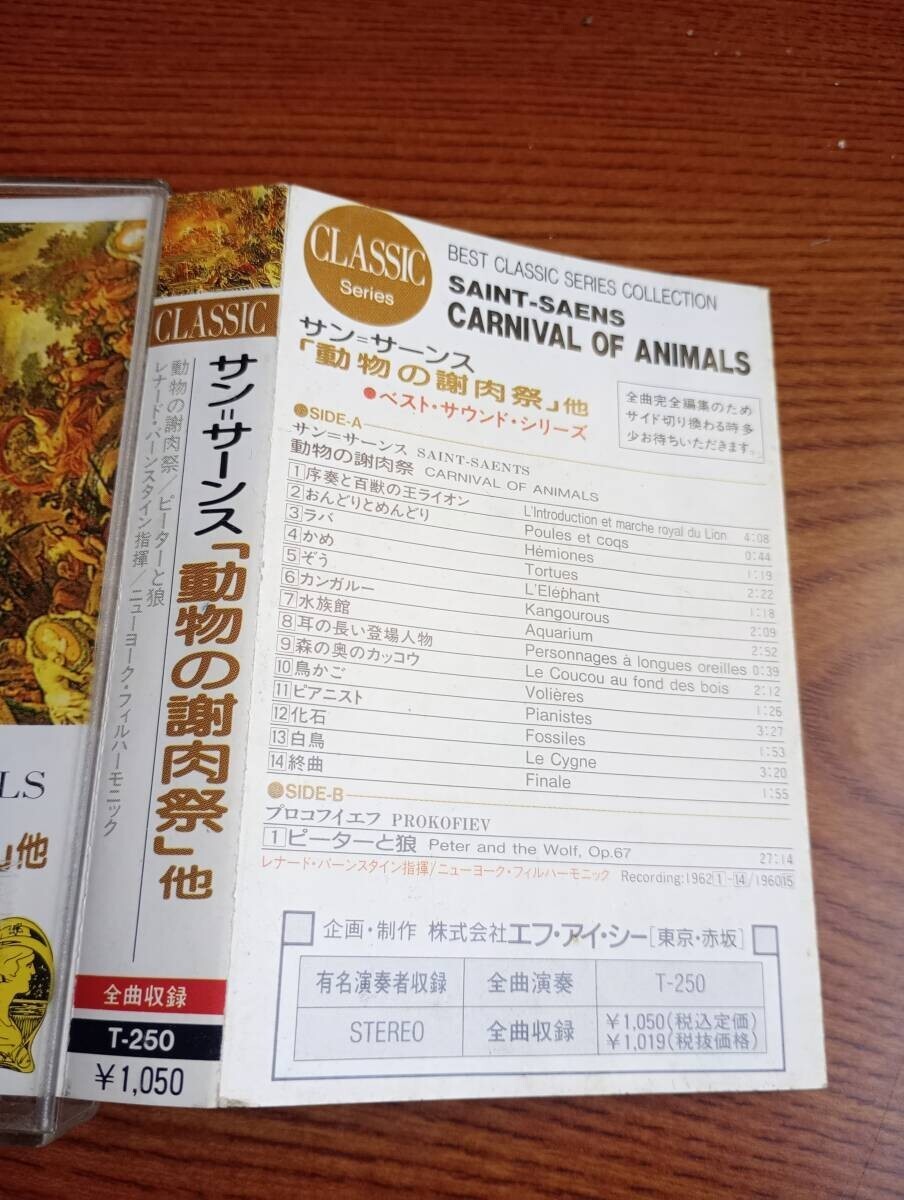 LS
」他
CLASSIC
サン＝サーンス「動物の謝肉祭」他
動物の謝肉祭／ピーターと狼
レナード・バーンスタイン指揮／ニューヨーク・フィルハーモニック
全曲収録
T-250
¥1,050
CLASSIC
Series
BEST CLASSIC SERIES COLLECTION
SAINT-SAENS
CARNIVAL OF ANIMALS
サン＝サーンス
「動物の謝肉祭」他
●ベスト・サウンド・シリーズ
全曲完全編集のため
サイド切り換わる時多
少お待ちいただきます。
●SIDE-A
サン＝サーンス SAINT-SAENTS
動物の謝肉祭 CARNIVAL OF ANIMALS
1 序奏と百獣の王ライオン L'Introduction et marche royal du Lion 4:08
2 おんどりとめんどり Poules et coqs 0:44
3 ラバ Hémiones 1:19
4 かめ Tortues 2:22
5 ぞう L'Eléphant 1:18
6 カンガルー Kangourous 2:09
7 水族館 Aquarium 2:52
8 耳の長い登場人物 Personnages à longues oreilles 0:39
9 森の奥のカッコウ Le Coucou au fond des bois 2:12
10 鳥かご Volières 1:26
11 ピアニスト Pianistes 3:27
12 化石 Fossiles 1:53
13 白鳥 Le Cygne 3:20
14 終曲 Finale 1:55
●SIDE-B
プロコフイエフ PROKOFIEV
1 ピーターと狼 Peter and the Wolf, Op.67 27:14
レナード・バーンスタイン指揮/ニューヨーク・フィルハーモニック Recording:1962 1-14/1960 15
企画・制作 株式会社エフ・アイ・シー[東京・赤坂]
有名演奏者収録 全曲演奏 T-250
STEREO 全曲収録 ¥1,050(税込定価)
¥1,019(税抜価格)